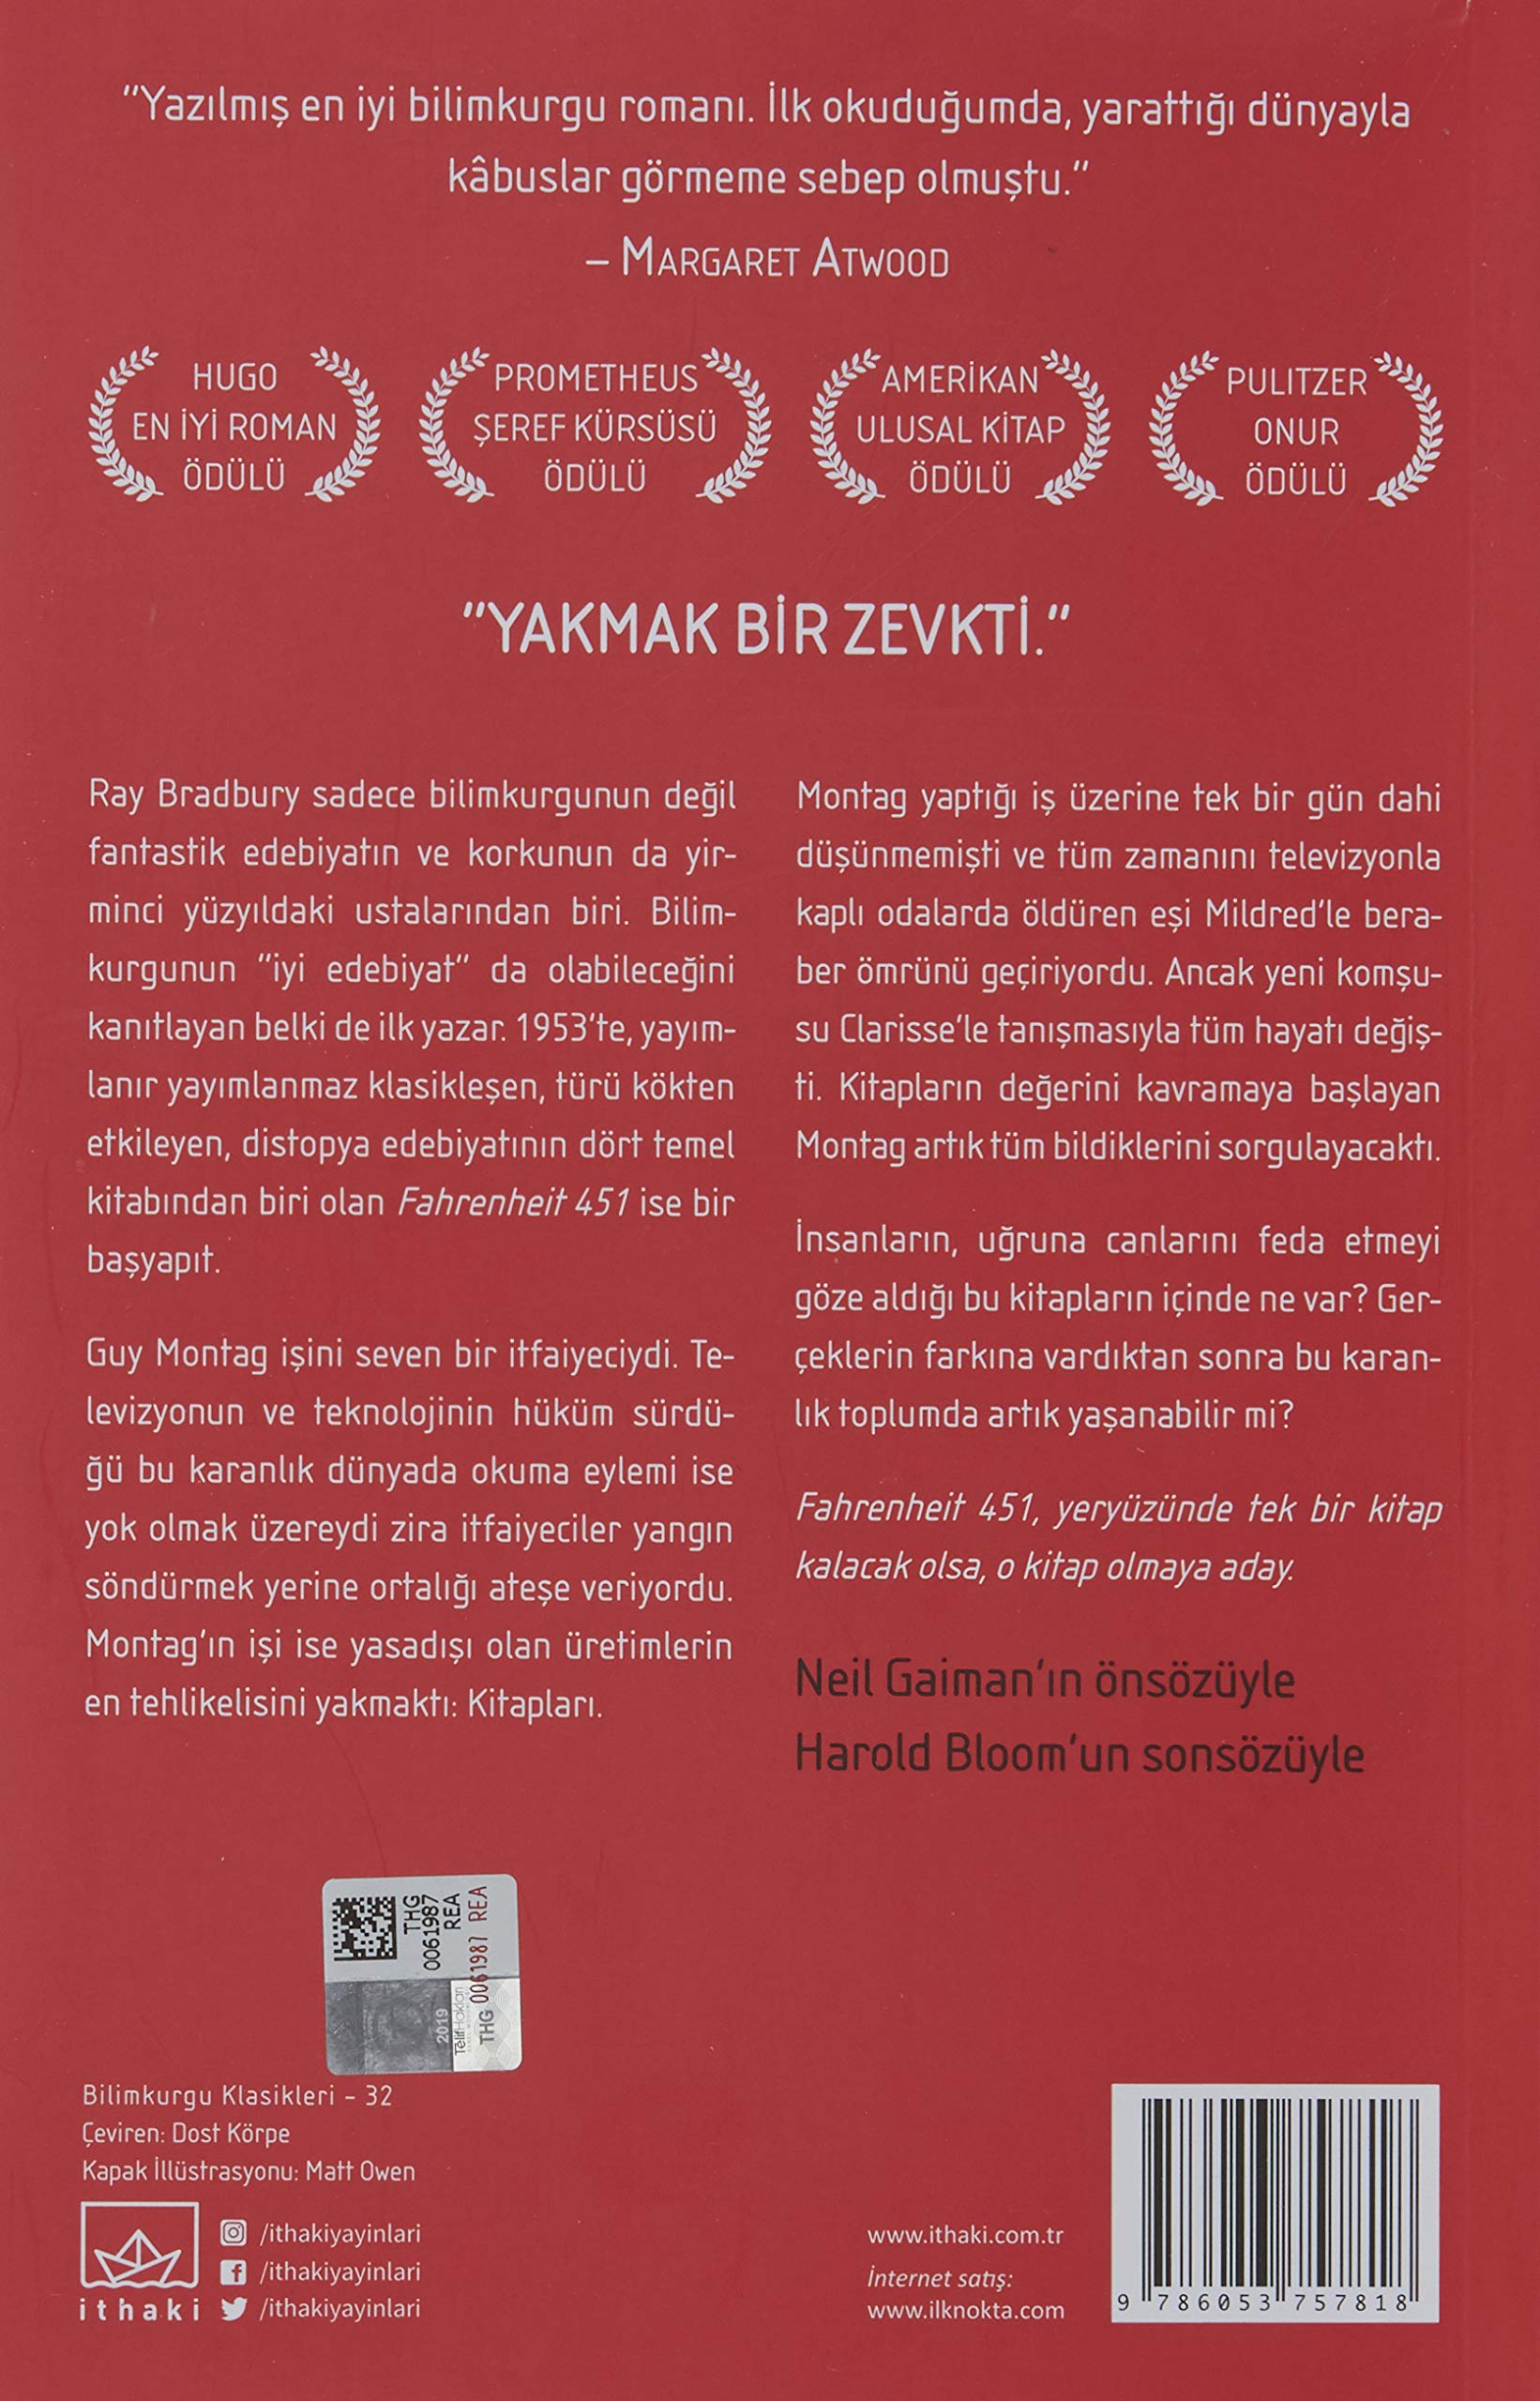 "Yazılmış en iyi bilimkurgu romanı. İlk okuduğumda, yarattığı dünyayla
kâbuslar görmeme sebep olmuştu."
– MARGARET ATWOOD
HUGO
EN İYİ ROMAN
ÖDÜLÜ
PROMETHEUS
ŞEREF KÜRSÜSÜ
ÖDÜLÜ
AMERİKAN
ULUSAL KİTAP
ÖDÜLÜ
PULITZER
ONUR
ÖDÜLÜ
"YAKMAK BİR ZEVKTİ."
Ray Bradbury sadece bilimkurgunun değil
fantastik edebiyatın ve korkunun da yir-
minci yüzyıldaki ustalarından biri. Bilim-
kurgunun "iyi edebiyat" da olabileceğini
kanıtlayan belki de ilk yazar. 1953'te, yayım-
lanır yayımlanmaz klasikleşen, türü kökten
etkileyen, distopya edebiyatının dört temel
kitabından biri olan Fahrenheit 451 ise bir
başyapıt.
Guy Montag işini seven bir itfaiyeciydi. Te-
levizyonun ve teknolojinin hüküm sürdü-
ğü bu karanlık dünyada okuma eylemi ise
yok olmak üzereydi zira itfaiyeciler yangın
söndürmek yerine ortalığı ateşe veriyordu.
Montag'ın işi ise yasadışı olan üretimlerin
en tehlikelisini yakmaktı: Kitapları.
Montag yaptığı iş üzerine tek bir gün dahi
düşünmemişti ve tüm zamanını televizyonla
kaplı odalarda öldüren eşi Mildred'le bera-
ber ömrünü geçiriyordu. Ancak yeni komşu-
su Clarisse'le tanışmasıyla tüm hayatı değiş-
ti. Kitapların değerini kavramaya başlayan
Montag artık tüm bildiklerini sorgulayacaktı.
İnsanların, uğruna canlarını feda etmeyi
göze aldığı bu kitapların içinde ne var? Ger-
çeklerin farkına vardıktan sonra bu karan-
lık toplumda artık yaşanabilir mi?
Fahrenheit 451, yeryüzünde tek bir kitap
kalacak olsa, o kitap olmaya aday.
Neil Gaiman'ın önsözüyle
Harold Bloom'un sonsözüyle
THG
0061987
REA
THG 0061987 REA
2019
TelifHakları
Bilimkurgu Klasikleri – 32
Çeviren: Dost Körpe
Kapak İllüstrasyonu: Matt Owen
/ithakiyayinlari
/ithakiyayinlari
/ithakiyayinlari
ithaki
www.ithaki.com.tr
İnternet satış:
www.ilknokta.com
9 786053 757818